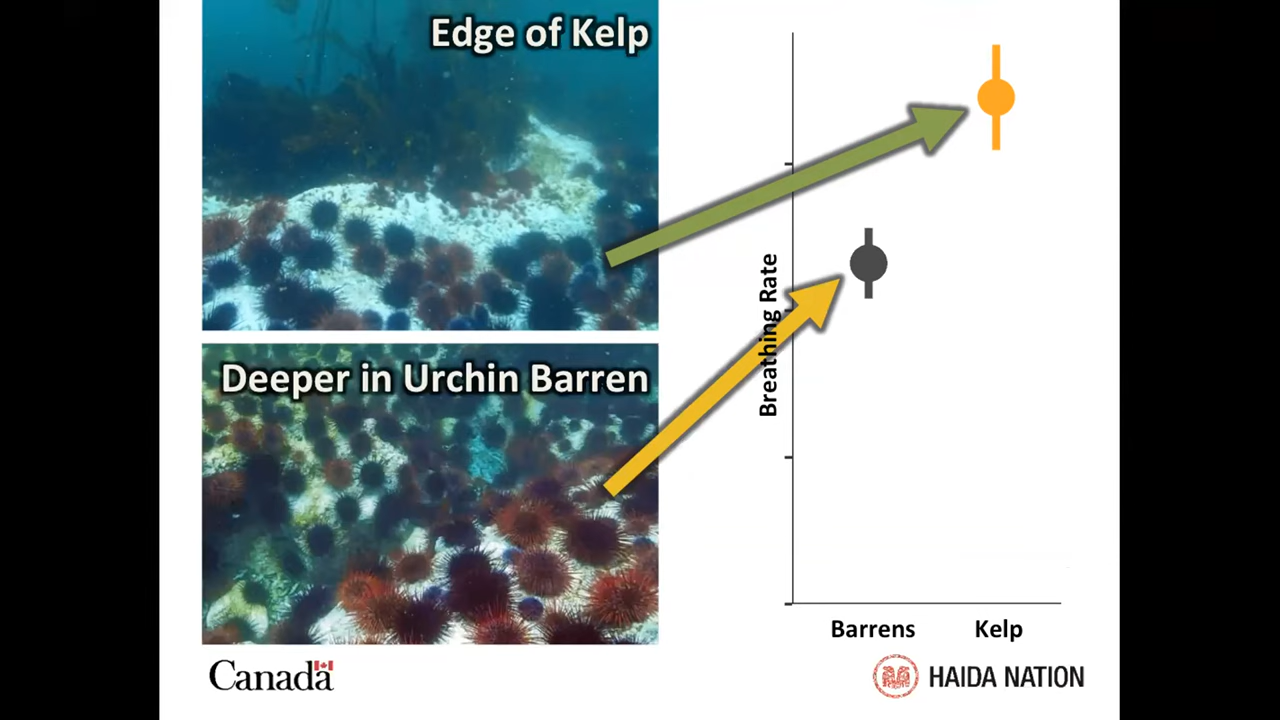 Edge of Kelp
Deeper in Urchin Barren
Breathing Rate
Barrens
Kelp
Canada
HAIDA NATION